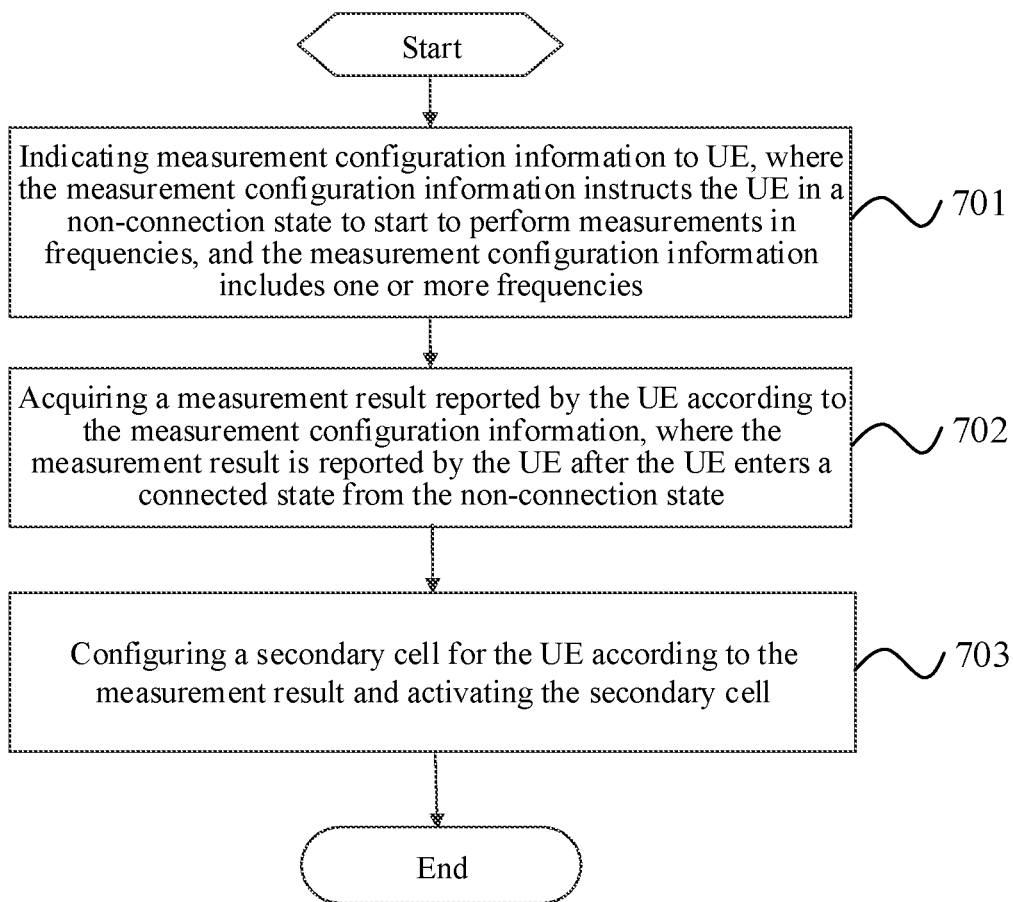 Start
Indicating measurement configuration information to UE, where
the measurement configuration information instructs the UE in a
non-connection state to start to perform measurements in
frequencies, and the measurement configuration information
includes one or more frequencies
701
Acquiring a measurement result reported by the UE according to
the measurement configuration information, where the
measurement result is reported by the UE after the UE enters a
connected state from the non-connection state
702
Configuring a secondary cell for the UE according to the
measurement result and activating the secondary cell
703
End